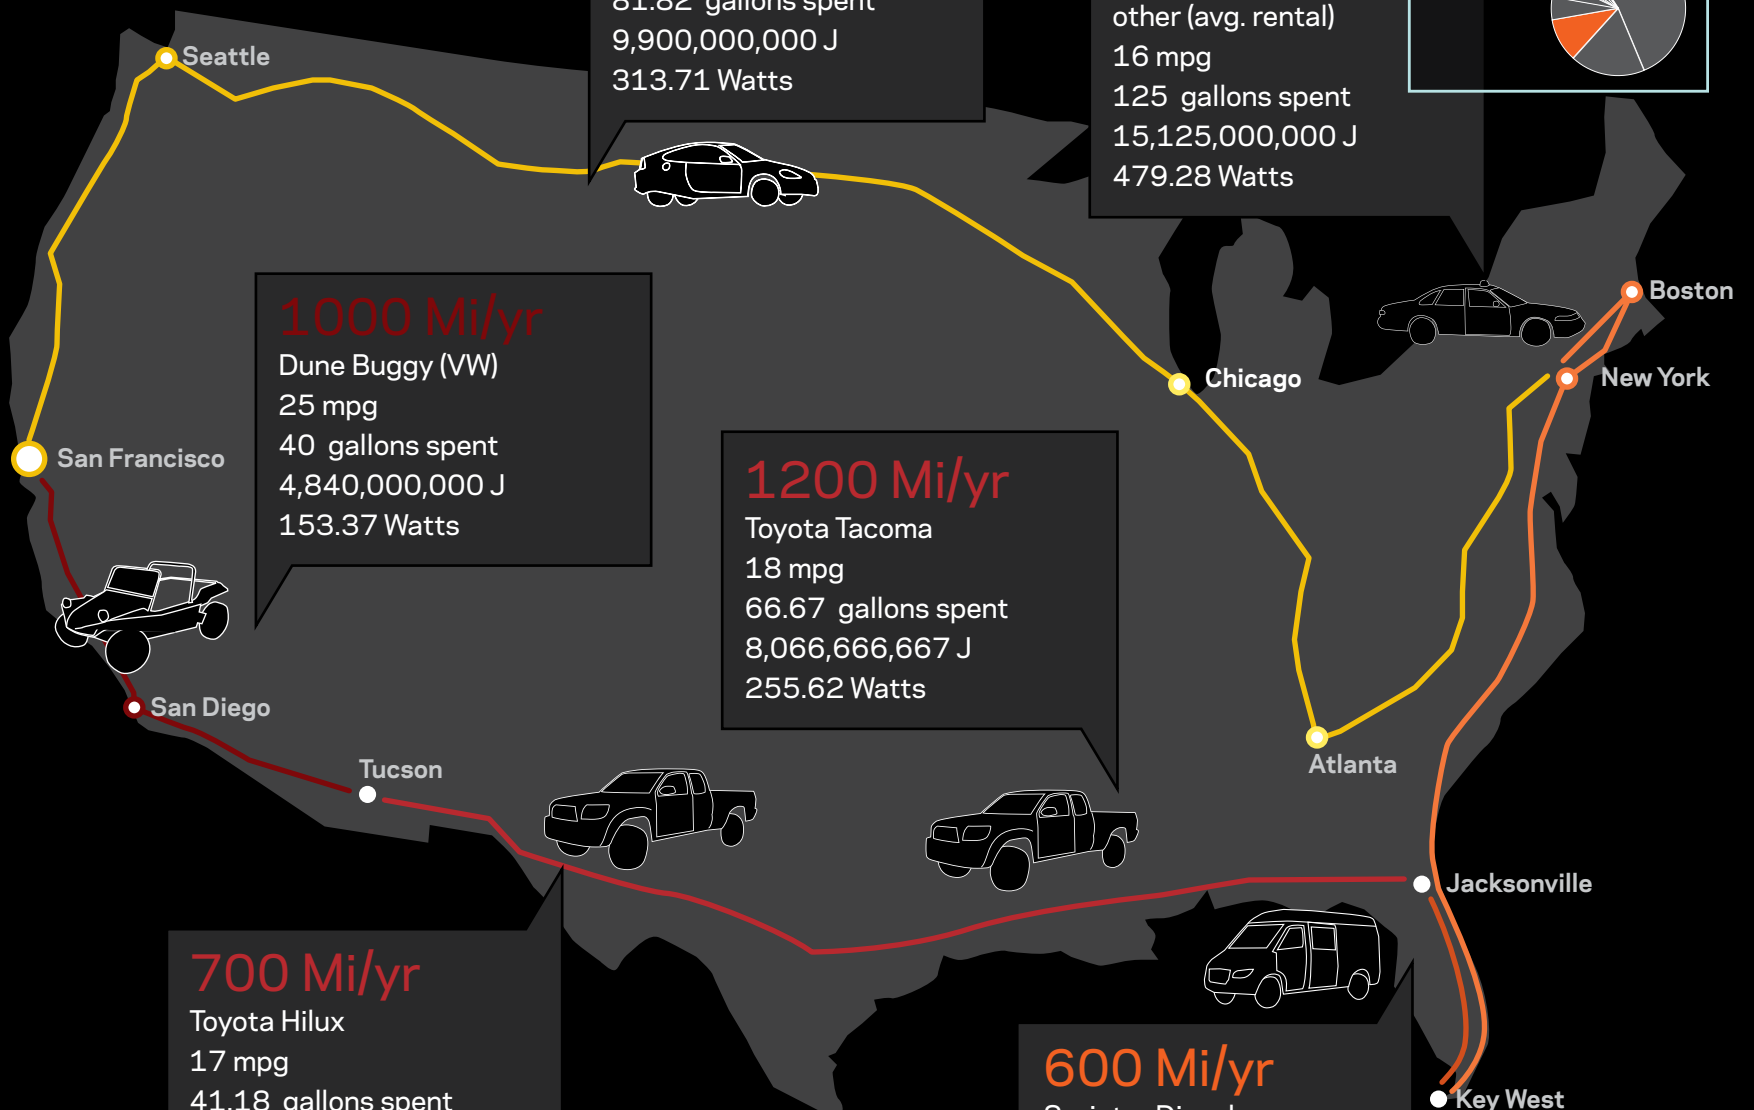 81.82 gallons spent
9,900,000,000 J
313.71 Watts
other (avg. rental)
16 mpg
125 gallons spent
15,125,000,000 J
479.28 Watts
Seattle
Boston
New York
Chicago
San Francisco
1000 Mi/yr
Dune Buggy (VW)
25 mpg
40 gallons spent
4,840,000,000 J
153.37 Watts
1200 Mi/yr
Toyota Tacoma
18 mpg
66.67 gallons spent
8,066,666,667 J
255.62 Watts
San Diego
Tucson
Atlanta
Jacksonville
700 Mi/yr
Toyota Hilux
17 mpg
41.18 gallons spent
600 Mi/yr
Key West